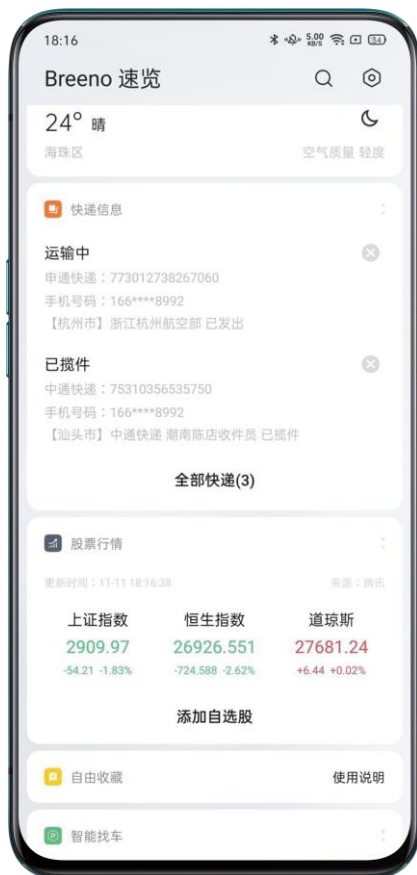 18:16
5.00 KB/S
54
Breeno 速览
24° 晴
海珠区
空气质量 轻度
快递信息
运输中
申通快递：773012738267060
手机号码：166****8992
【杭州市】浙江杭州航空部 已发出
已揽件
中通快递：75310356535750
手机号码：166****8992
【汕头市】中通快递 潮南陈店收件员 已揽件
全部快递(3)
股票行情
更新时间：11-11 18:16:38
来源：腾讯
上证指数 恒生指数 道琼斯
2909.97 26926.551 27681.24
-54.21 -1.83% -724.588 -2.62% +6.44 +0.02%
添加自选股
自由收藏
使用说明
智能找车